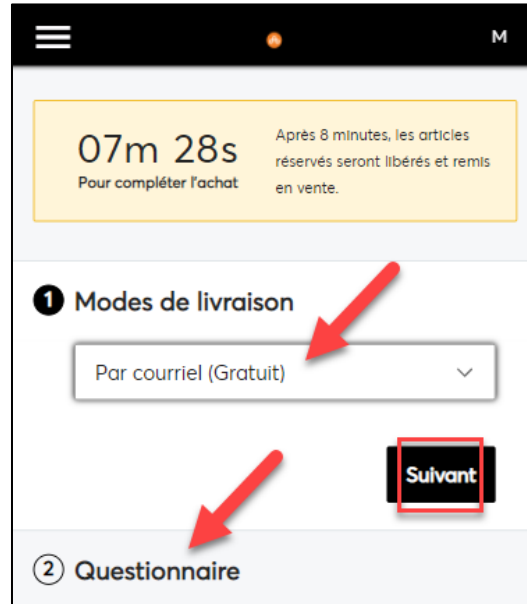 M
07m 28s
Pour compléter l'achat
Après 8 minutes, les articles
réservés seront libérés et remis
en vente.
1 Modes de livraison
Par courriel (Gratuit)
Suivant
2 Questionnaire